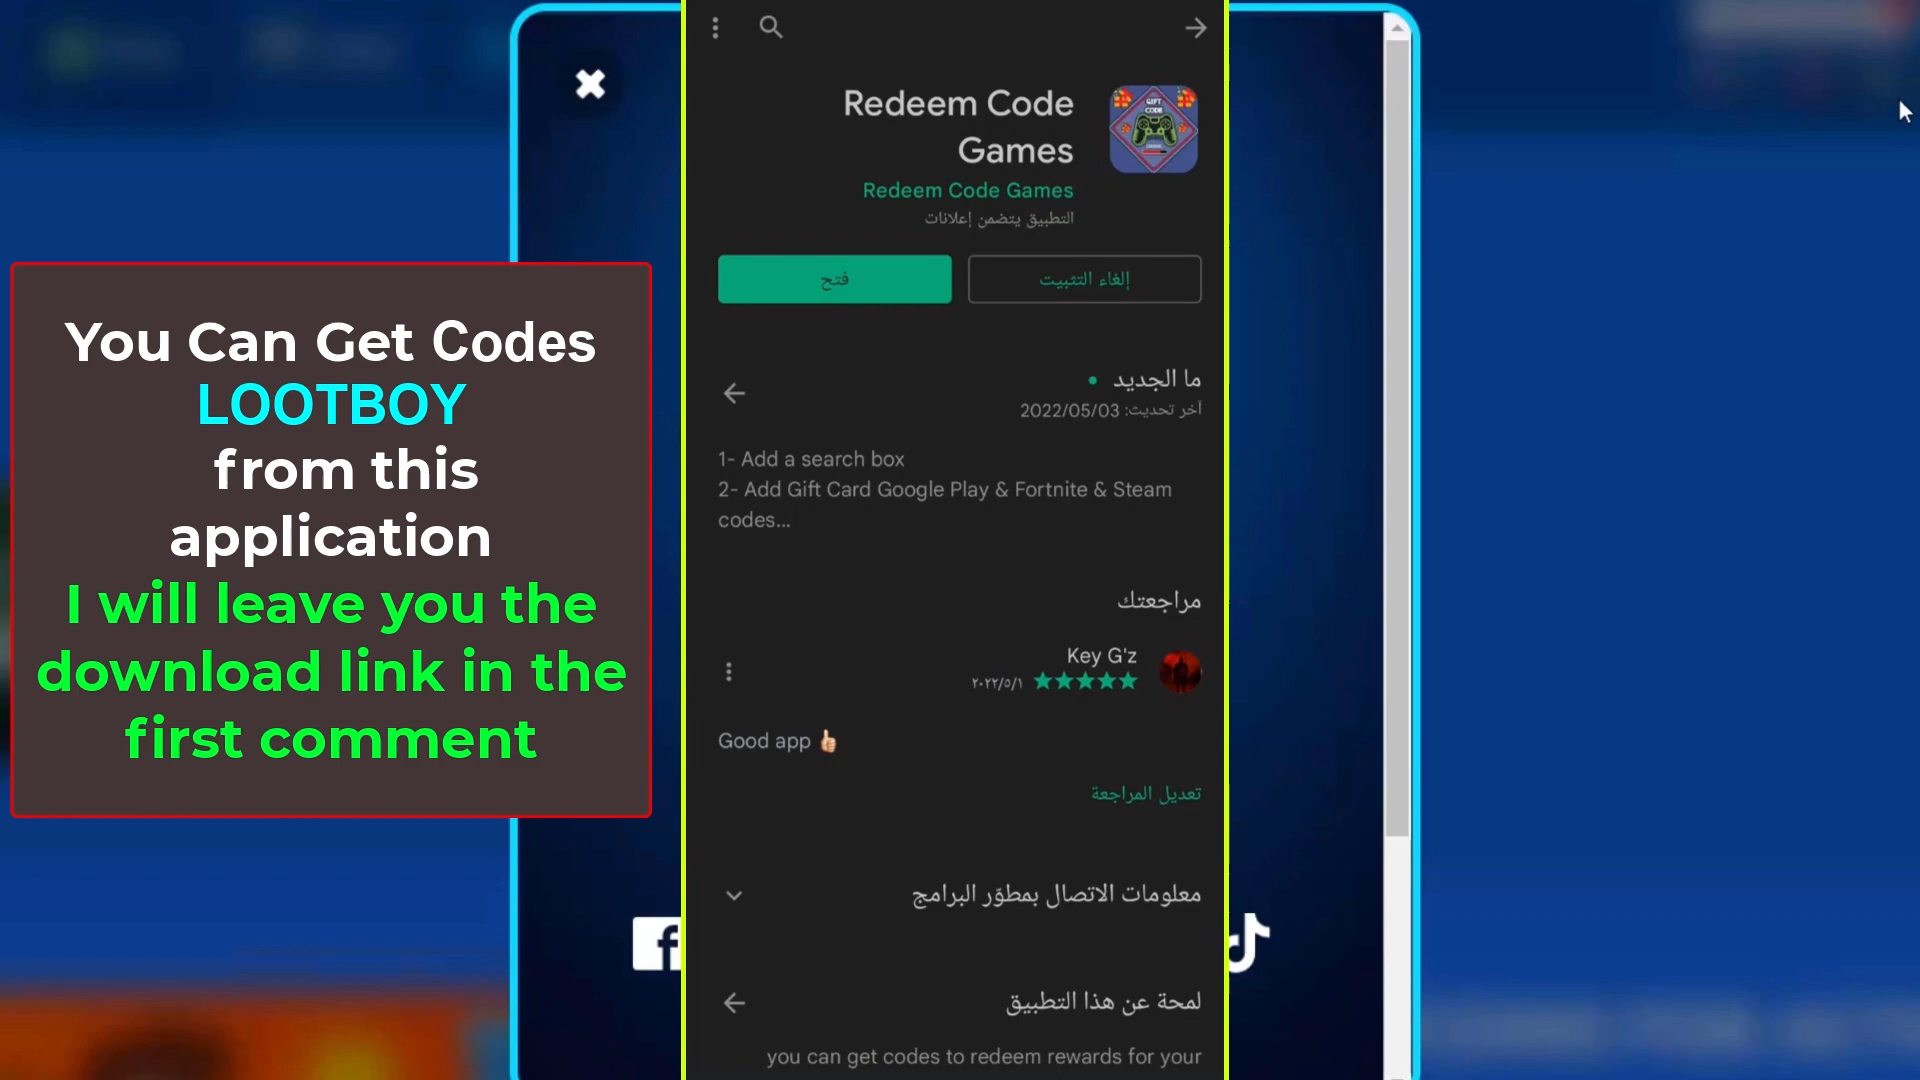 You Can Get Codes
LOOTBOY
from this
application
I will leave you the
download link in the
first comment
Redeem Code
Games
GIFT
CODE
Redeem Code Games
التطبيق يتضمن إعلانات
إلغاء التثبيت
فتح
ما الجديد
آخر تحديث: 2022/05/03
1- Add a search box
2- Add Gift Card Google Play & Fortnite & Steam
codes...
مراجعتك
Key G'z
٢٠٢٢/٥/١
Good app 👍
تعديل المراجعة
معلومات الاتصال بمطوّر البرامج
لمحة عن هذا التطبيق
you can get codes to redeem rewards for your